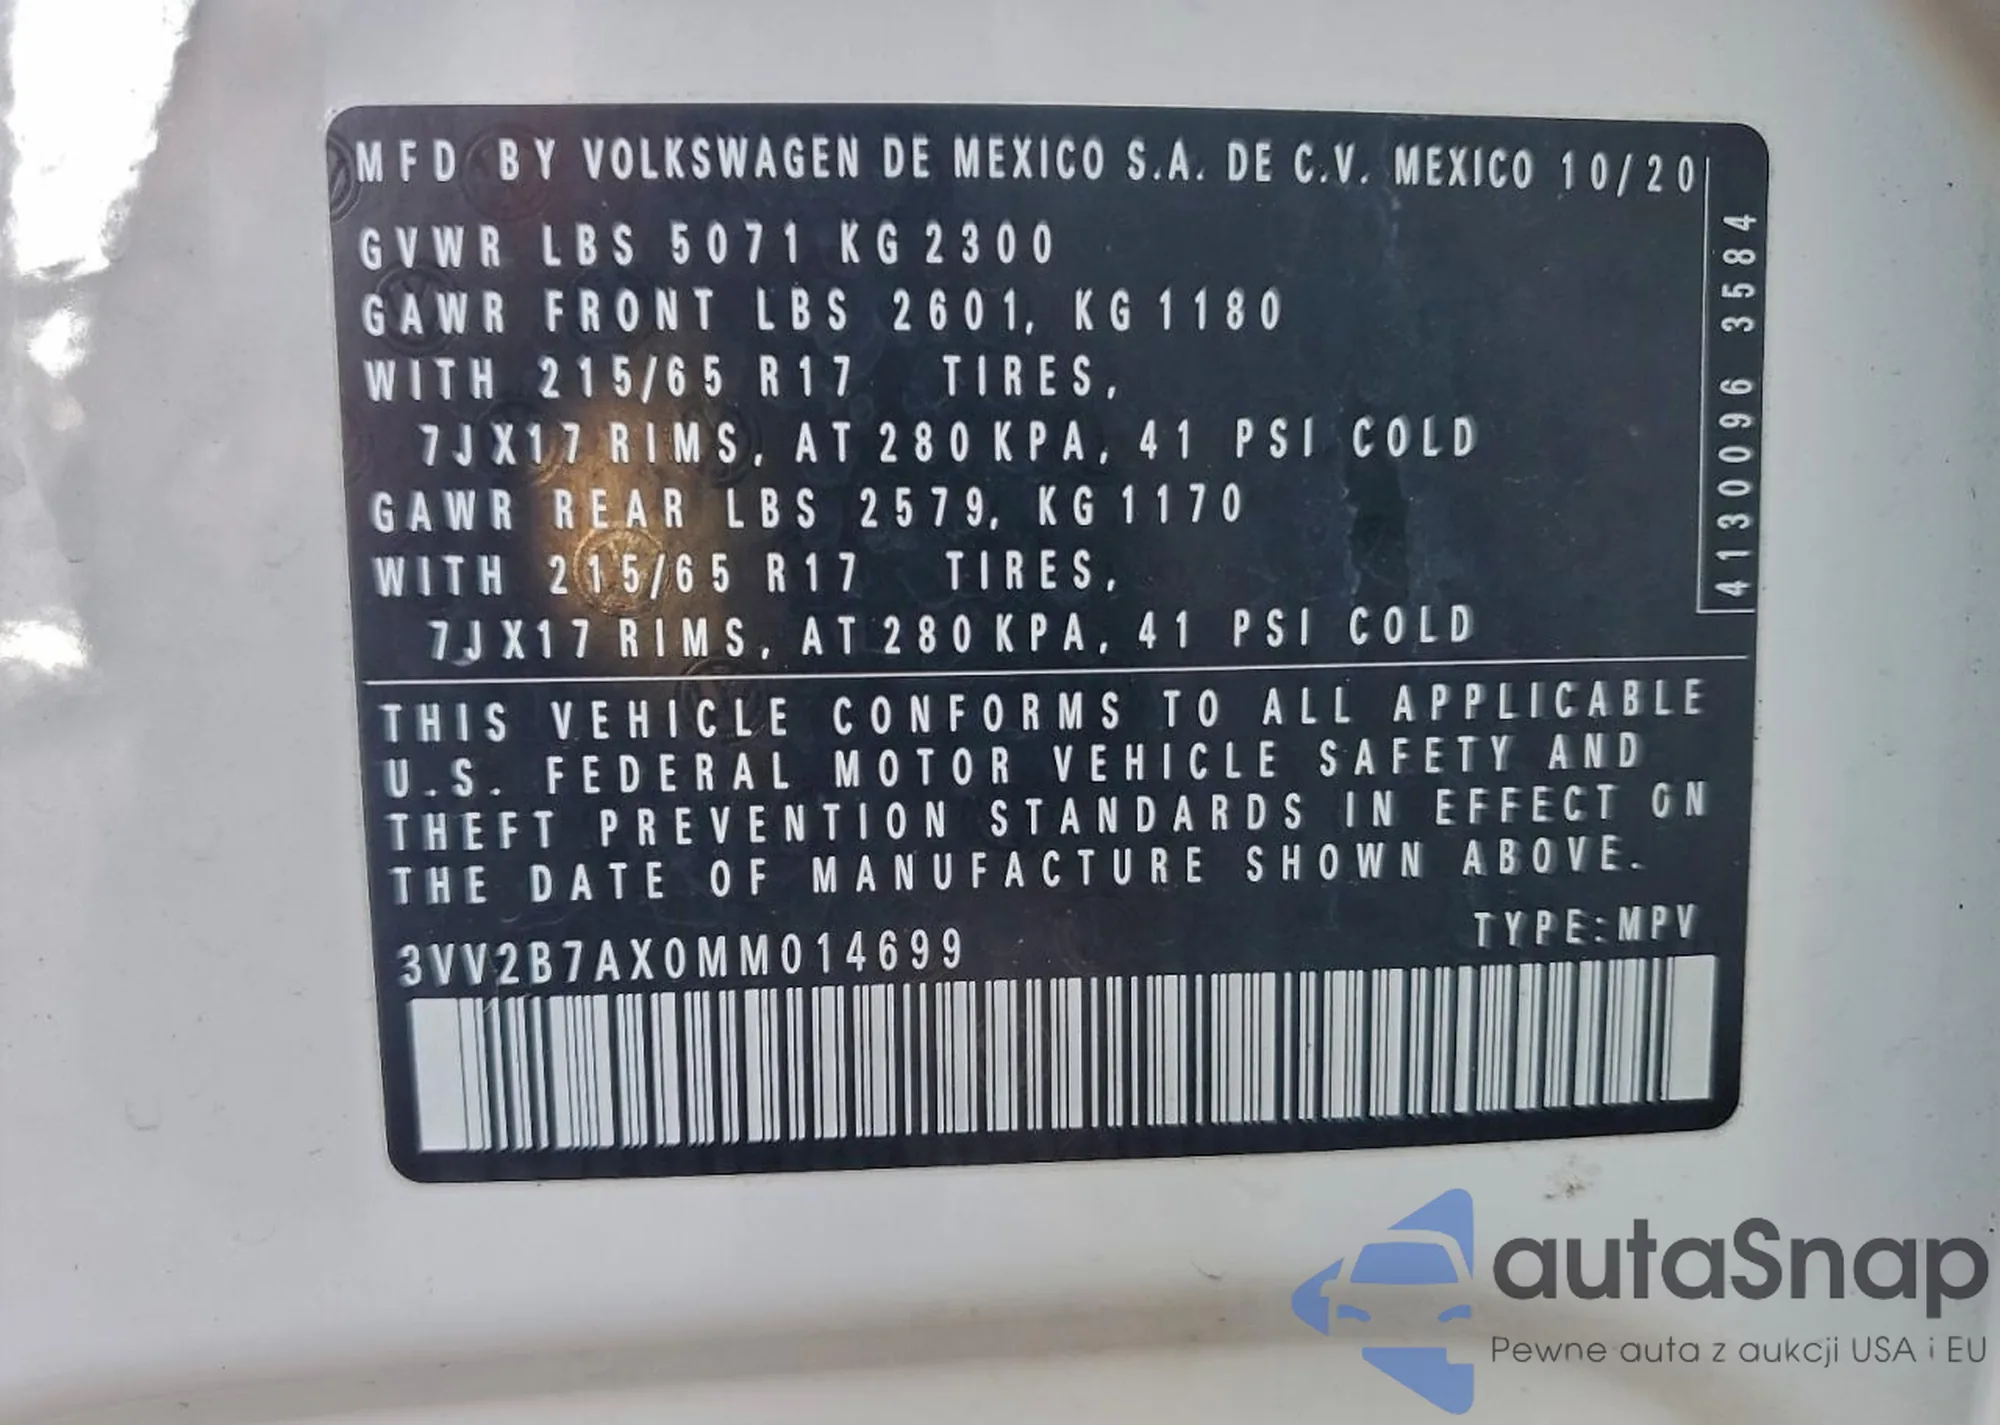 MFD BY VOLKSWAGEN DE MEXICO S.A. DE C.V. MEXICO 10/20
GVWR LBS 5071 KG 2300
GAWR FRONT LBS 2601, KG 1180
WITH 215/65 R17 TIRES,
7JX17 RIMS, AT 280 KPA, 41 PSI COLD
GAWR REAR LBS 2579, KG 1170
WITH 215/65 R17 TIRES,
7JX17 RIMS, AT 280 KPA, 41 PSI COLD
4130096 3584
THIS VEHICLE CONFORMS TO ALL APPLICABLE
U.S. FEDERAL MOTOR VEHICLE SAFETY AND
THEFT PREVENTION STANDARDS IN EFFECT ON
THE DATE OF MANUFACTURE SHOWN ABOVE.
TYPE:MPV
3VV2B7AX0MM014699
autaSnap
Pewne auta z aukcji USA i EU